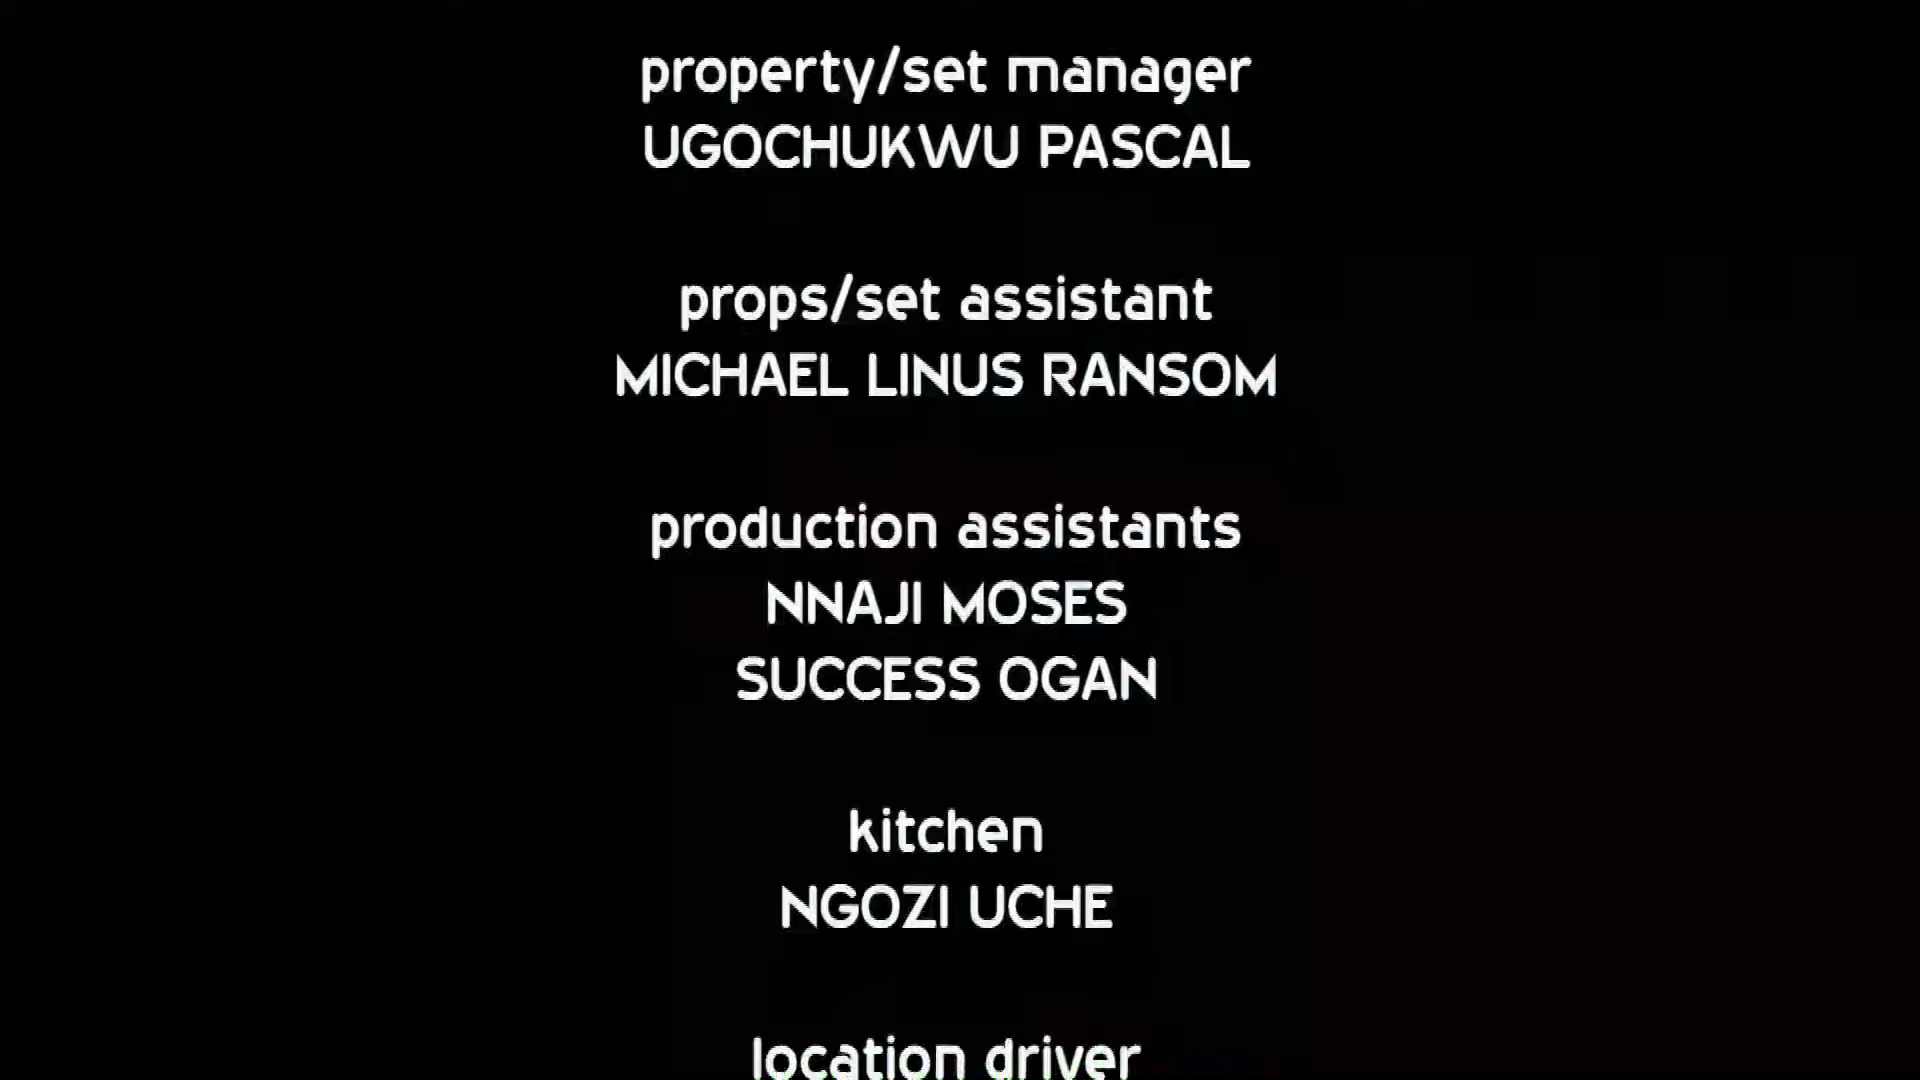 property/set manager
UGOCHUKWU PASCAL
props/set assistant
MICHAEL LINUS RANSOM
production assistants
NNAJI MOSES
SUCCESS OGAN
kitchen
NGOZI UCHE
location driver